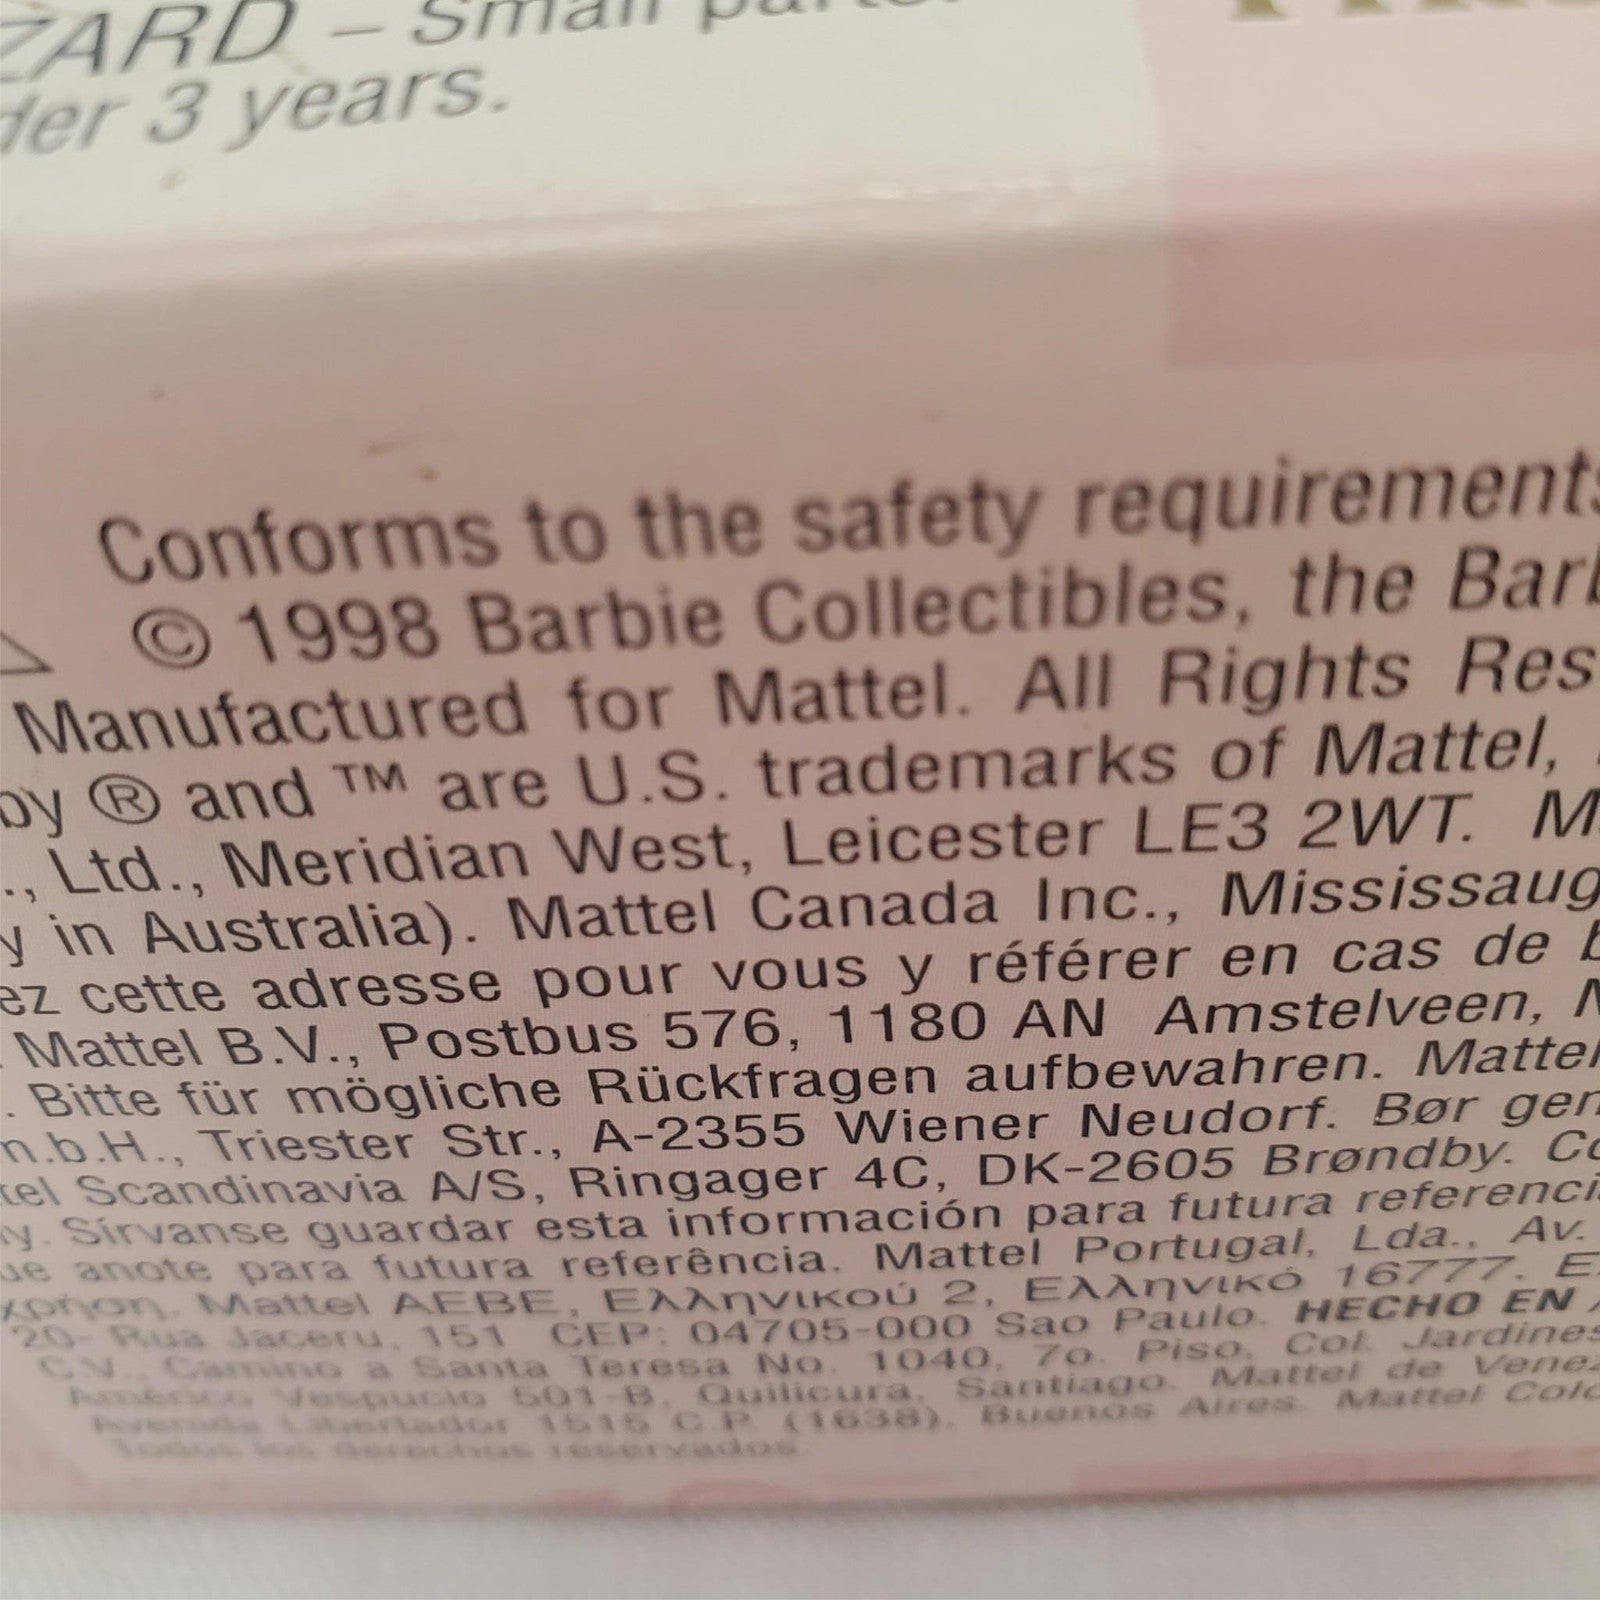 ZARD – Small parts.
der 3 years.
Conforms to the safety requirements
© 1998 Barbie Collectibles, the Barb
Manufactured for Mattel. All Rights Res
by ® and ™ are U.S. trademarks of Mattel,
., Ltd., Meridian West, Leicester LE3 2WT. M
y in Australia). Mattel Canada Inc., Mississaug
ez cette adresse pour vous y référer en cas de b
Mattel B.V., Postbus 576, 1180 AN Amstelveen, N
. Bitte für mögliche Rückfragen aufbewahren. Mattel
m.b.H., Triester Str., A-2355 Wiener Neudorf. Bør gen
tel Scandinavia A/S, Ringager 4C, DK-2605 Brøndby. Co
y. Sírvanse guardar esta información para futura referenci
ue anote para futura referência. Mattel Portugal, Lda., Av.
χρηση. Mattel AEBE, Ελληνικού 2, Ελληνικό 16777. E
20- Rua Jaceru, 151 CEP: 04705-000 Sao Paulo. HECHO EN
C.V., Camino a Santa Teresa No. 1040, 7o. Piso, Col. Jardines
Américo Vespucio 501-B, Quilicura, Santiago. Mattel de Venez
Avenida Libertador 1515 C.P. (1638), Buenos Aires. Mattel Colo
Todos los derechos reservados